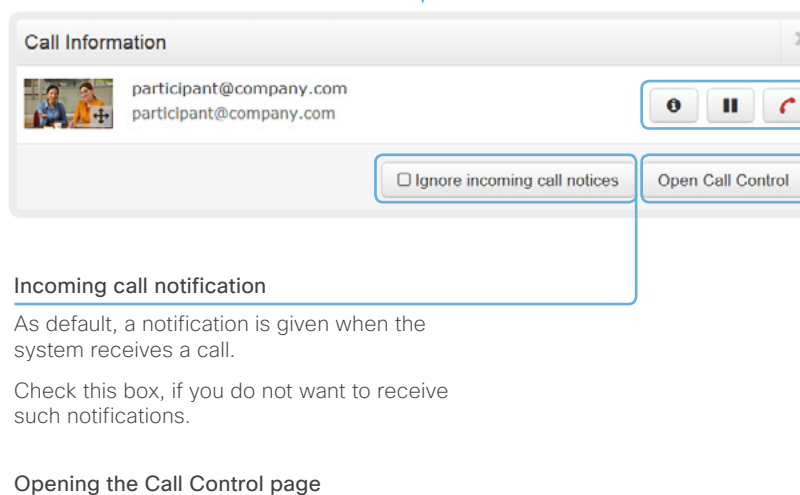 Call Information
participant@company.com
participant@company.com
Ignore incoming call notices
Open Call Control
Incoming call notification
As default, a notification is given when the
system receives a call.
Check this box, if you do not want to receive
such notifications.
Opening the Call Control page